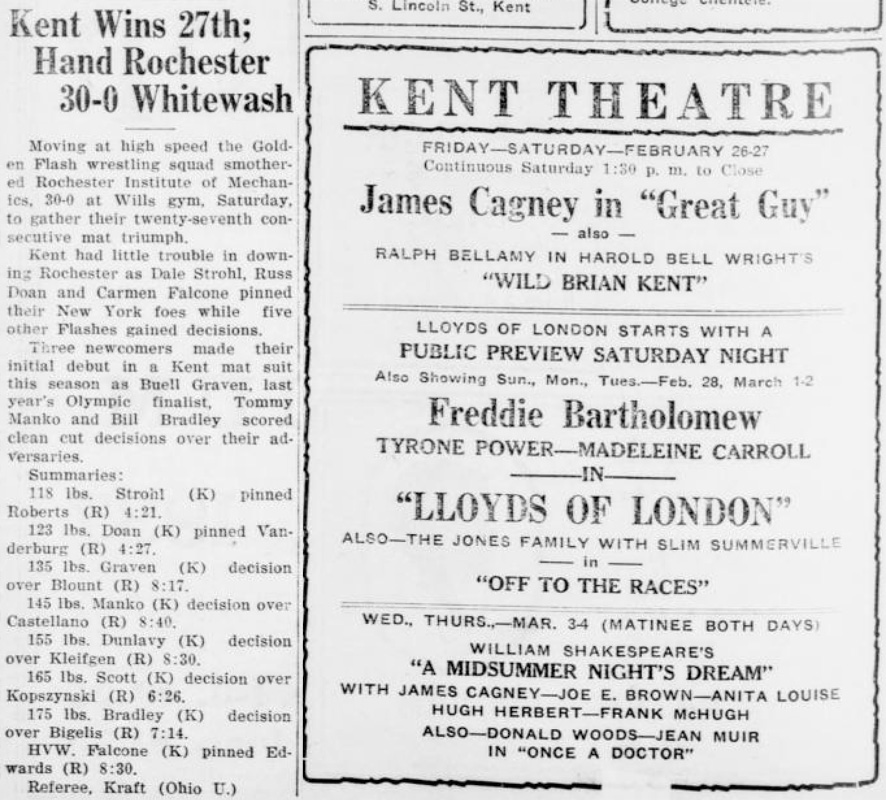 Kent Wins 27th;
Hand Rochester
30-0 Whitewash
Moving at high speed the Gold-
en Flash wrestling squad smother-
ed Rochester Institute of Mechan-
ics, 30-0 at Wills gym, Saturday,
to gather their twenty-seventh con-
secutive mat triumph.
Kent had little trouble in down-
ing Rochester as Dale Strohl, Russ
Doan and Carmen Falcone pinned
their New York foes while five
other Flashes gained decisions.
Three newcomers made their
initial debut in a Kent mat suit
this season as Buell Graven, last
year's Olympic finalist, Tommy
Manko and Bill Bradley scored
clean cut decisions over their ad-
versaries.
Summaries:
118 lbs. Strohl (K) pinned
Roberts (R) 4:21.
123 lbs. Doan (K) pinned Van-
derburg (R) 4:27.
135 lbs. Graven (K) decision
over Blount (R) 8:17.
145 lbs. Manko (K) decision over
Castellano (R) 8:40.
155 lbs. Dunlavy (K) decision
over Kleifgen (R) 8:30.
165 lbs. Scott (K) decision over
Kopszynski (R) 6:26.
175 lbs. Bradley (K) decision
over Bigelis (R) 7:14.
HVW. Falcone (K) pinned Ed-
wards (R) 8:30.
Referee, Kraft (Ohio U.)
S. Lincoln St., Kent
KENT THEATRE
FRIDAY—SATURDAY—FEBRUARY 26-27
Continuous Saturday 1:30 p. m. to Close
James Cagney in "Great Guy"
— also —
RALPH BELLAMY IN HAROLD BELL WRIGHT'S
"WILD BRIAN KENT"
LLOYDS OF LONDON STARTS WITH A
PUBLIC PREVIEW SATURDAY NIGHT
Also Showing Sun., Mon., Tues.—Feb. 28, March 1-2
Freddie Bartholomew
TYRONE POWER—MADELEINE CARROLL
—IN—
"LLOYDS OF LONDON"
ALSO—THE JONES FAMILY WITH SLIM SUMMERVILLE
— in —
"OFF TO THE RACES"
WED., THURS.,—MAR. 3-4 (MATINEE BOTH DAYS)
WILLIAM SHAKESPEARE'S
"A MIDSUMMER NIGHT'S DREAM"
WITH JAMES CAGNEY—JOE E. BROWN—ANITA LOUISE
HUGH HERBERT—FRANK McHUGH
ALSO—DONALD WOODS—JEAN MUIR
IN "ONCE A DOCTOR"